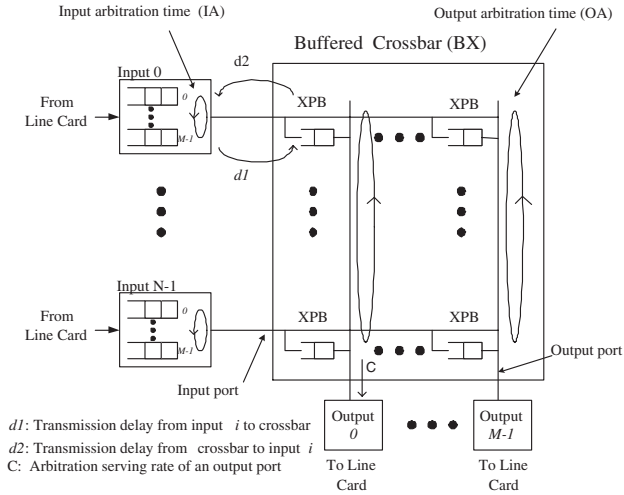 Input arbitration time (IA)
Output arbitration time (OA)
Buffered Crossbar (BX)
d2
Input 0
From
Line Card
0
M-1
d1
XPB
XPB
Input N-1
From
Line Card
0
M-1
XPB
XPB
Input port
Output port
C
Output
0
Output
M-1
To Line
Card
To Line
Card
d1: Transmission delay from input i to crossbar
d2: Transmission delay from crossbar to input i
C: Arbitration serving rate of an output port